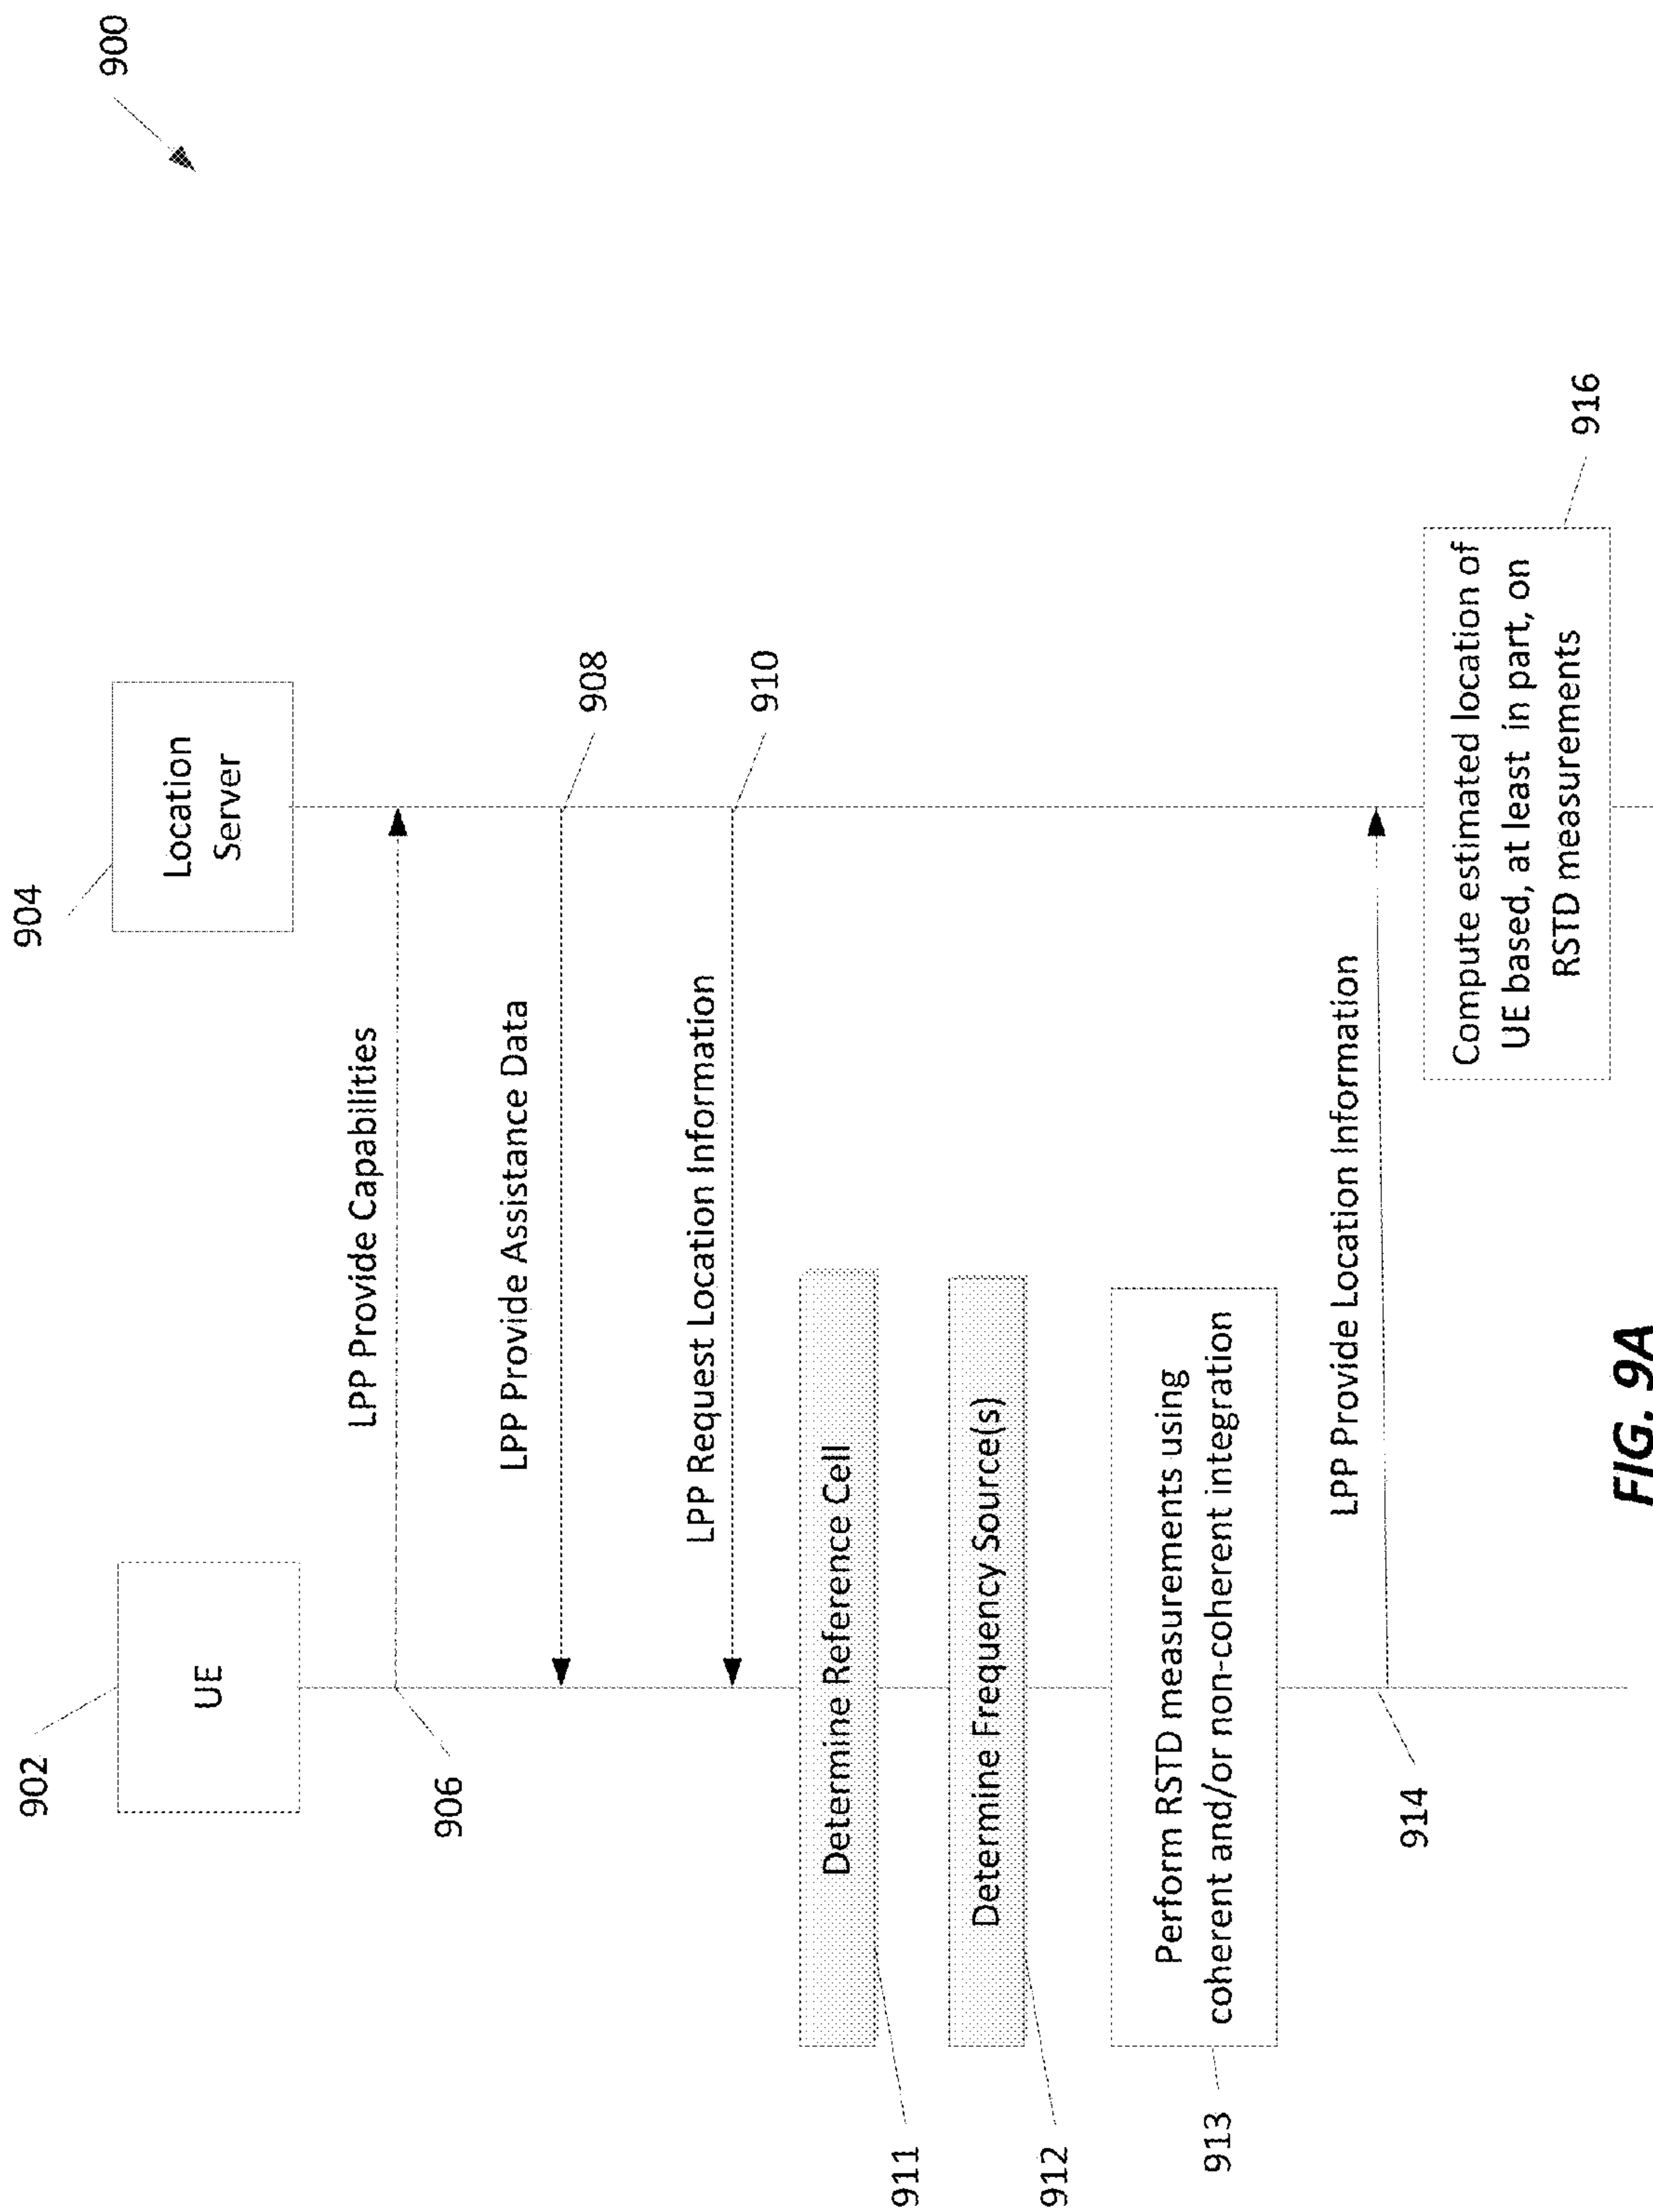 900
902
UE
904
Location
Server
LPP Provide Capabilities
906
LPP Provide Assistance Data
908
LPP Request Location Information
910
Determine Reference Cell
911
Determine Frequency Source(s)
912
Perform RSTD measurements using
coherent and/or non-coherent integration
913
LPP Provide Location Information
914
Compute estimated location of
UE based, at least in part, on
RSTD measurements
916
FIG. 9A